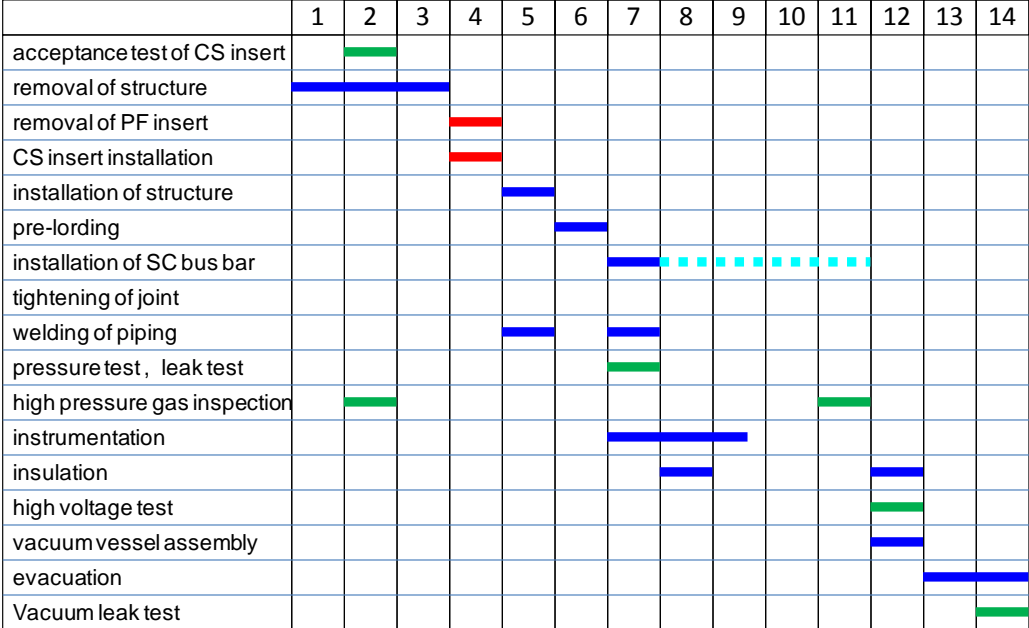 1 2 3 4 5 6 7 8 9 10 11 12 13 14
acceptance test of CS insert
removal of structure
removal of PF insert
CS insert installation
installation of structure
pre-lording
installation of SC bus bar
tightening of joint
welding of piping
pressure test, leak test
high pressure gas inspection
instrumentation
insulation
high voltage test
vacuum vessel assembly
evacuation
Vacuum leak test